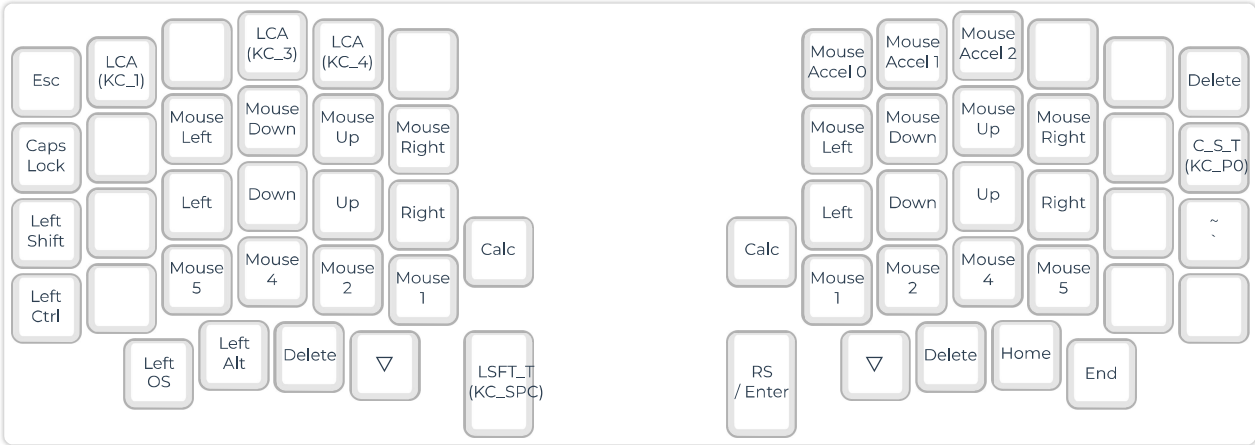 Esc
LCA
(KC_1)
LCA
(KC_3)
LCA
(KC_4)
Mouse
Accel 0
Mouse
Accel 1
Mouse
Accel 2
Delete
Caps
Lock
Mouse
Left
Mouse
Down
Mouse
Up
Mouse
Right
Mouse
Left
Mouse
Down
Mouse
Up
Mouse
Right
C_S_T
(KC_P0)
Left
Shift
Left
Down
Up
Right
Calc
Calc
Left
Down
Up
Right
~
`
Left
Ctrl
Mouse
5
Mouse
4
Mouse
2
Mouse
1
Mouse
1
Mouse
2
Mouse
4
Mouse
5
Left
OS
Left
Alt
Delete
▽
LSFT_T
(KC_SPC)
RS
/ Enter
▽
Delete
Home
End